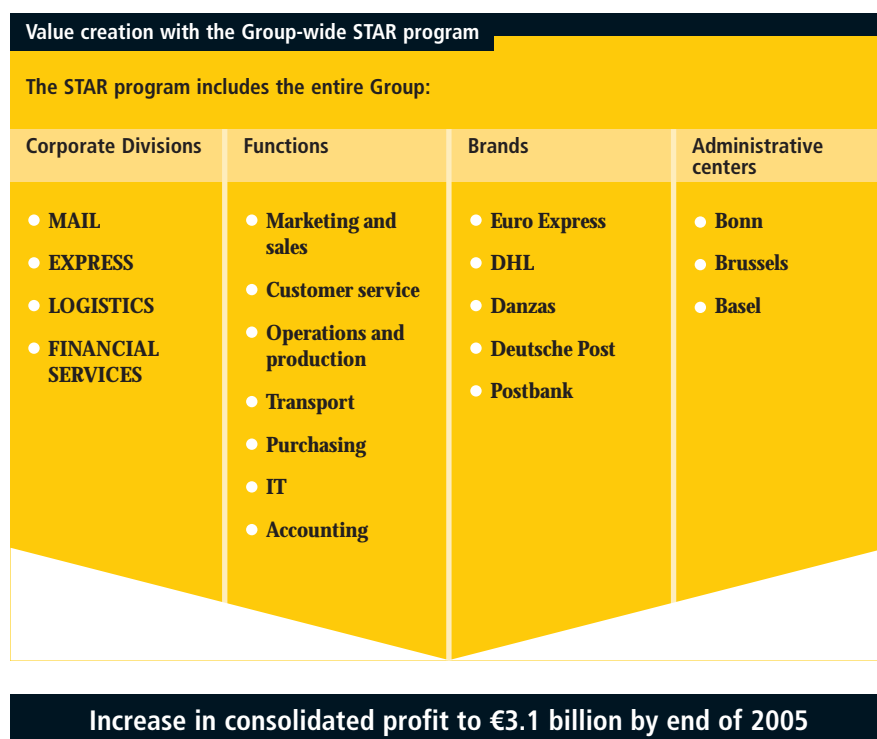 Value creation with the Group-wide STAR program
The STAR program includes the entire Group:
Corporate Divisions
MAIL
EXPRESS
LOGISTICS
FINANCIAL
SERVICES
Functions
Marketing and
sales
Customer service
Operations and
production
Transport
Purchasing
IT
Accounting
Brands
Euro Express
DHL
Danzas
Deutsche Post
Postbank
Administrative
centers
Bonn
Brussels
Basel
Increase in consolidated profit to €3.1 billion by end of 2005